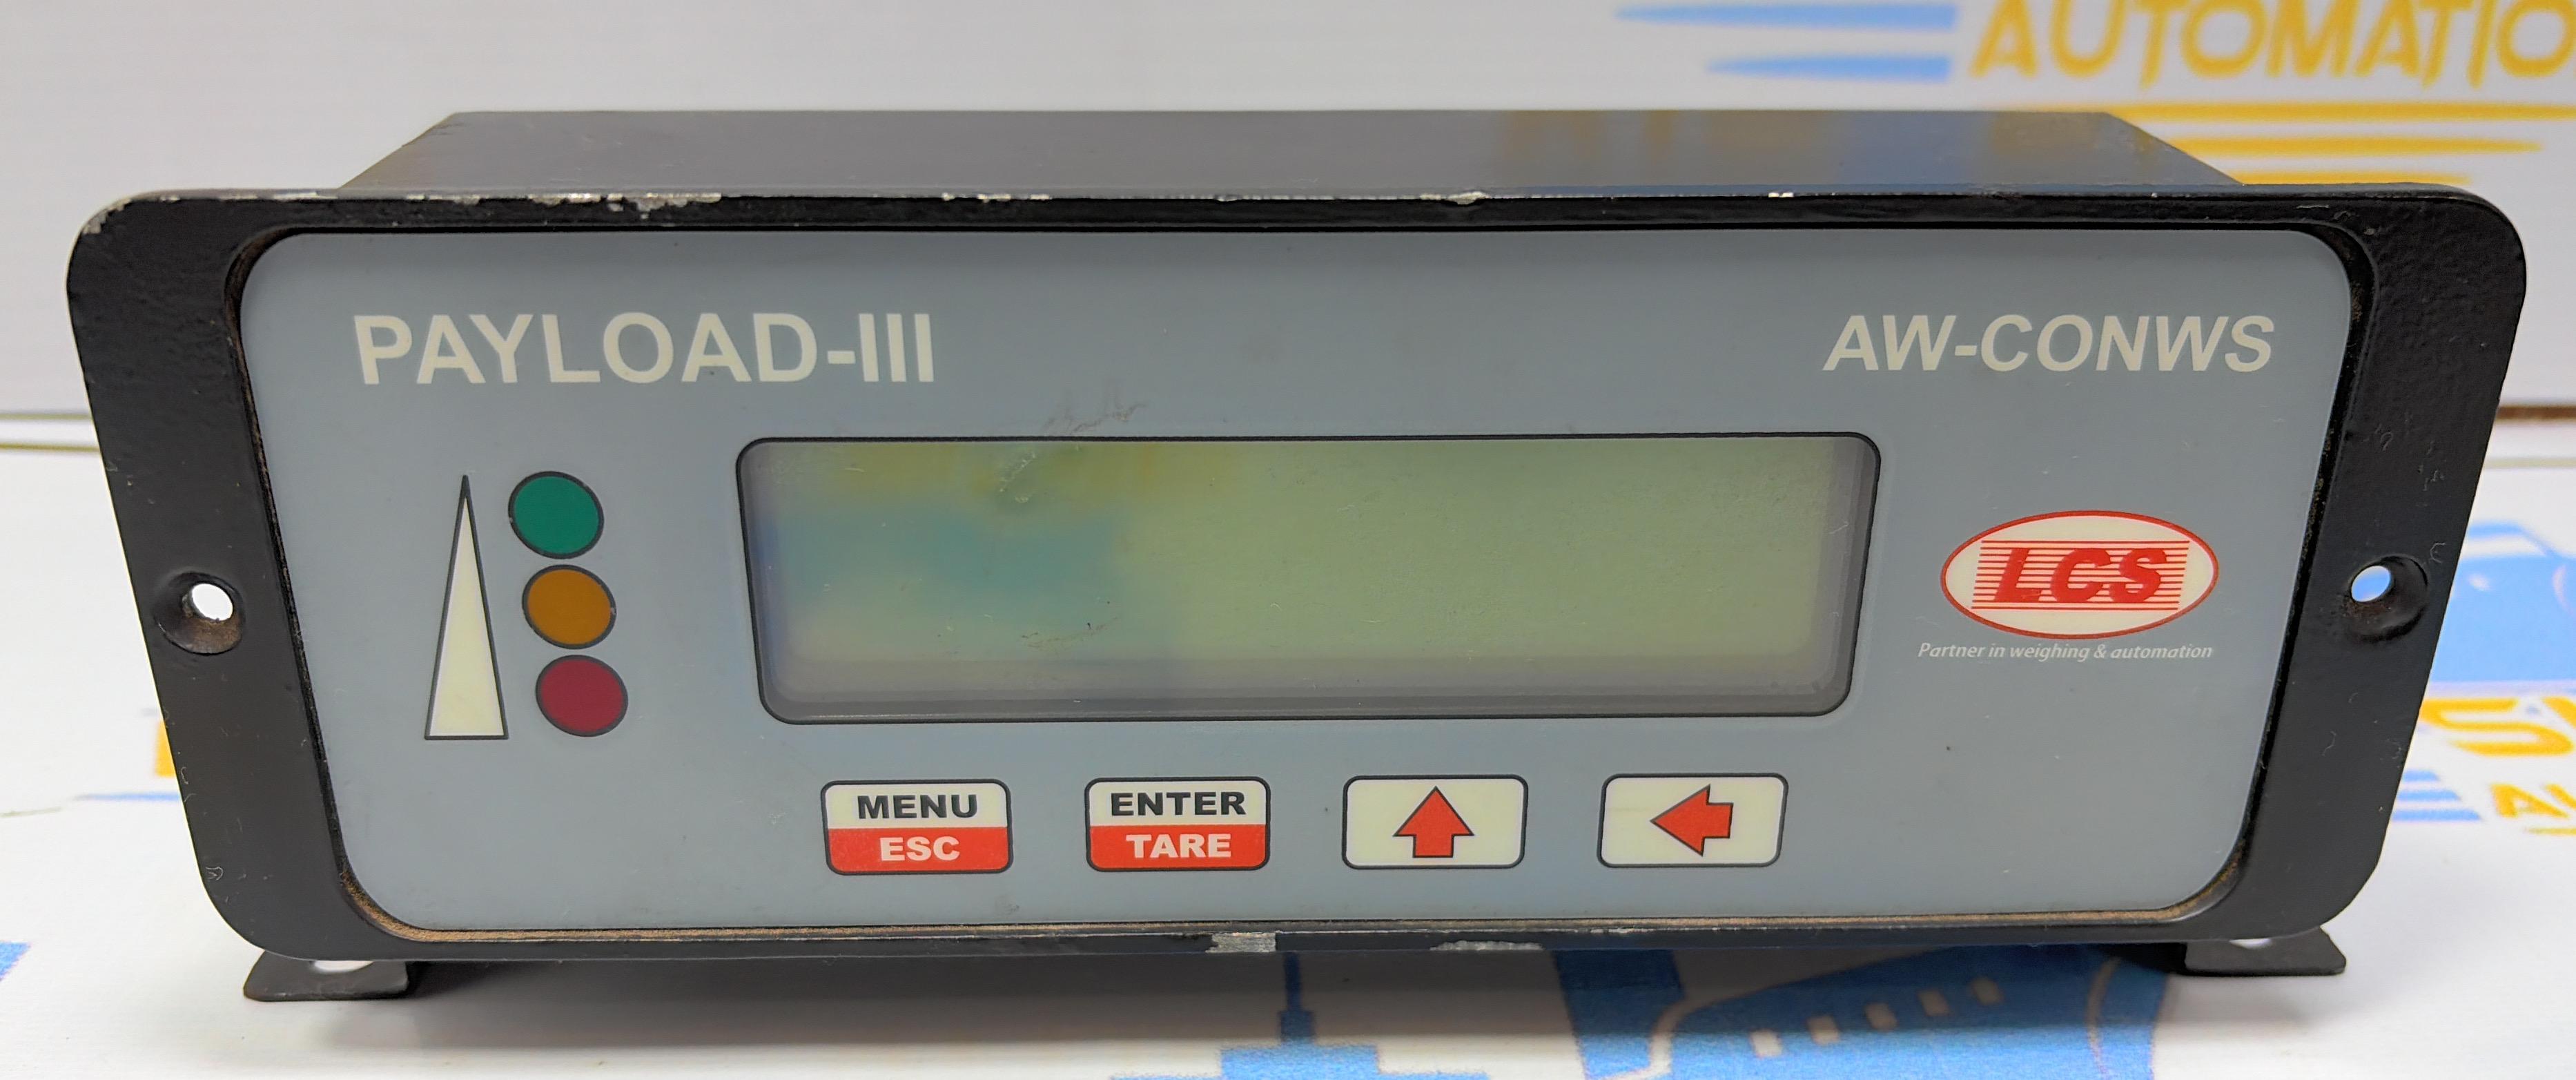 AUTOMATIO
PAYLOAD-III
AW-CONWS
LCS
Partner in weighing & automation
MENU
ESC
ENTER
TARE